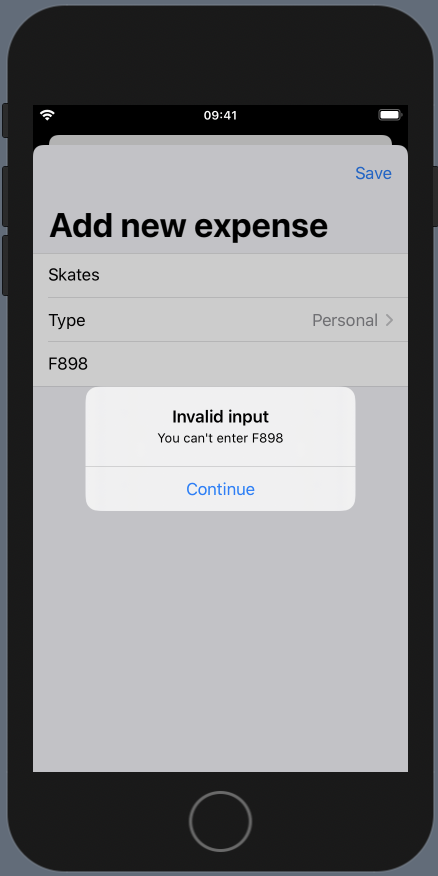 09:41
Save
Add new expense
Skates
Type Personal
F898
Invalid input
You can't enter F898
Continue